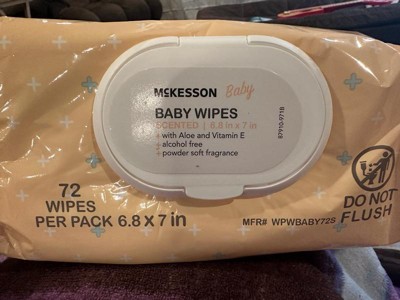 McKESSON Baby
BABY WIPES
SCENTED | 6.8 in x 7 in
+ with Aloe and Vitamin E
+ alcohol free
+ powder soft fragrance
72
WIPES
PER PACK 6.8 X 7 in
MFR# WPWBABY72S
DO NOT
FLUSH